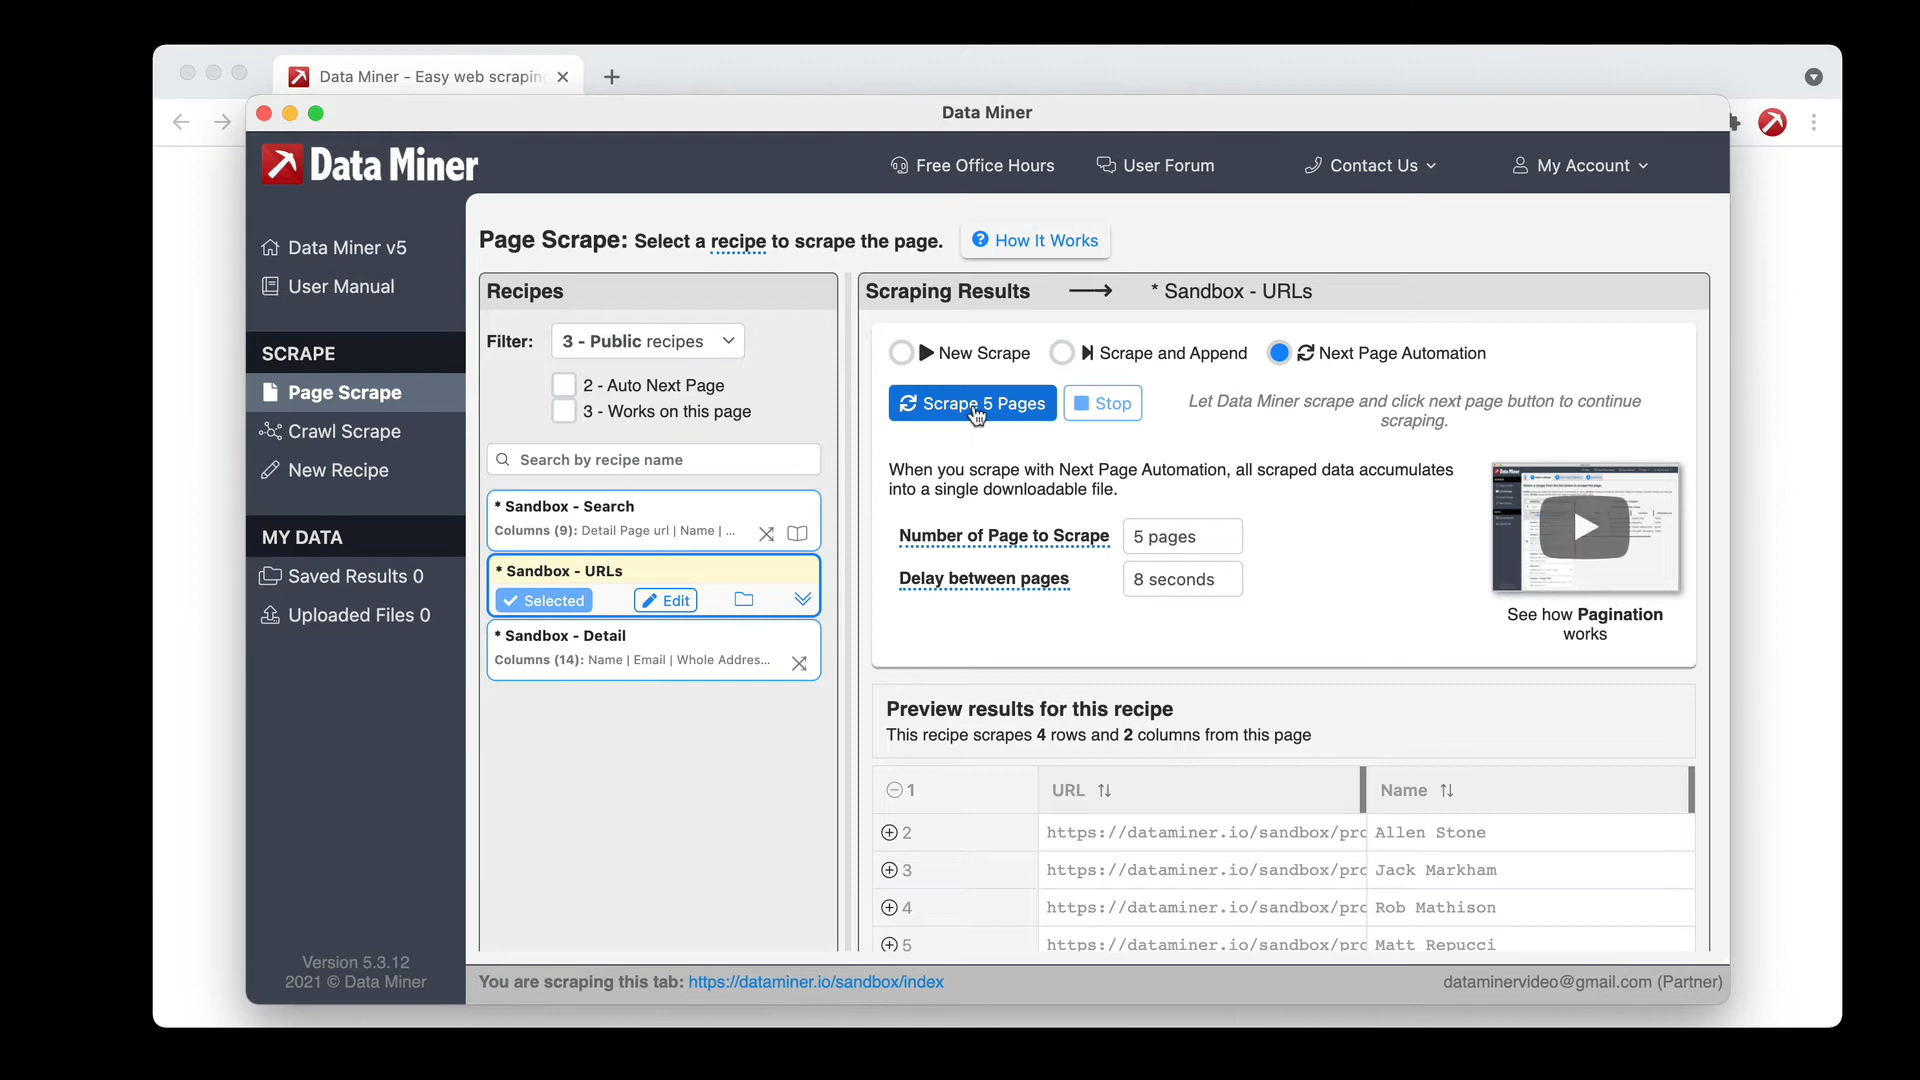 Data Miner - Easy web scraping
Data Miner
Data Miner
Free Office Hours
User Forum
Contact Us
My Account
Data Miner v5
User Manual
SCRAPE
Page Scrape
Crawl Scrape
New Recipe
MY DATA
Saved Results 0
Uploaded Files 0
Version 5.3.12
2021 © Data Miner
Page Scrape: Select a recipe to scrape the page.
How It Works
Recipes
Filter:
3 - Public recipes
2 - Auto Next Page
3 - Works on this page
Search by recipe name
* Sandbox - Search
Columns (9): Detail Page url | Name | ...
* Sandbox - URLs
Selected
Edit
* Sandbox - Detail
Columns (14): Name | Email | Whole Addres...
Scraping Results
* Sandbox - URLs
New Scrape
Scrape and Append
Next Page Automation
Scrape 5 Pages
Stop
Let Data Miner scrape and click next page button to continue
scraping.
When you scrape with Next Page Automation, all scraped data accumulates
into a single downloadable file.
Number of Page to Scrape
5 pages
Delay between pages
8 seconds
See how Pagination
works
Preview results for this recipe
This recipe scrapes 4 rows and 2 columns from this page
1 URL Name
2 https://dataminer.io/sandbox/pro Allen Stone
3 https://dataminer.io/sandbox/pro Jack Markham
4 https://dataminer.io/sandbox/pro Rob Mathison
5 https://dataminer.io/sandbox/pro Matt Repucci
You are scraping this tab: https://dataminer.io/sandbox/index
dataminervideo@gmail.com (Partner)